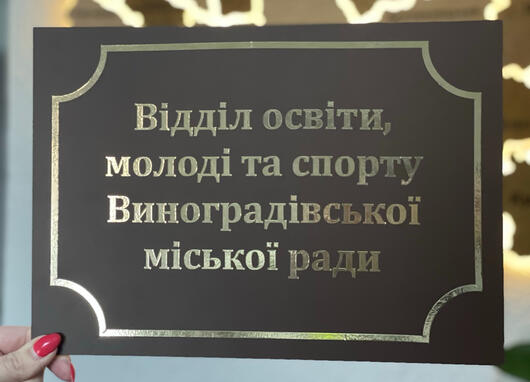 Відділ освіти,
молоді та спорту
Виноградівської
міської ради